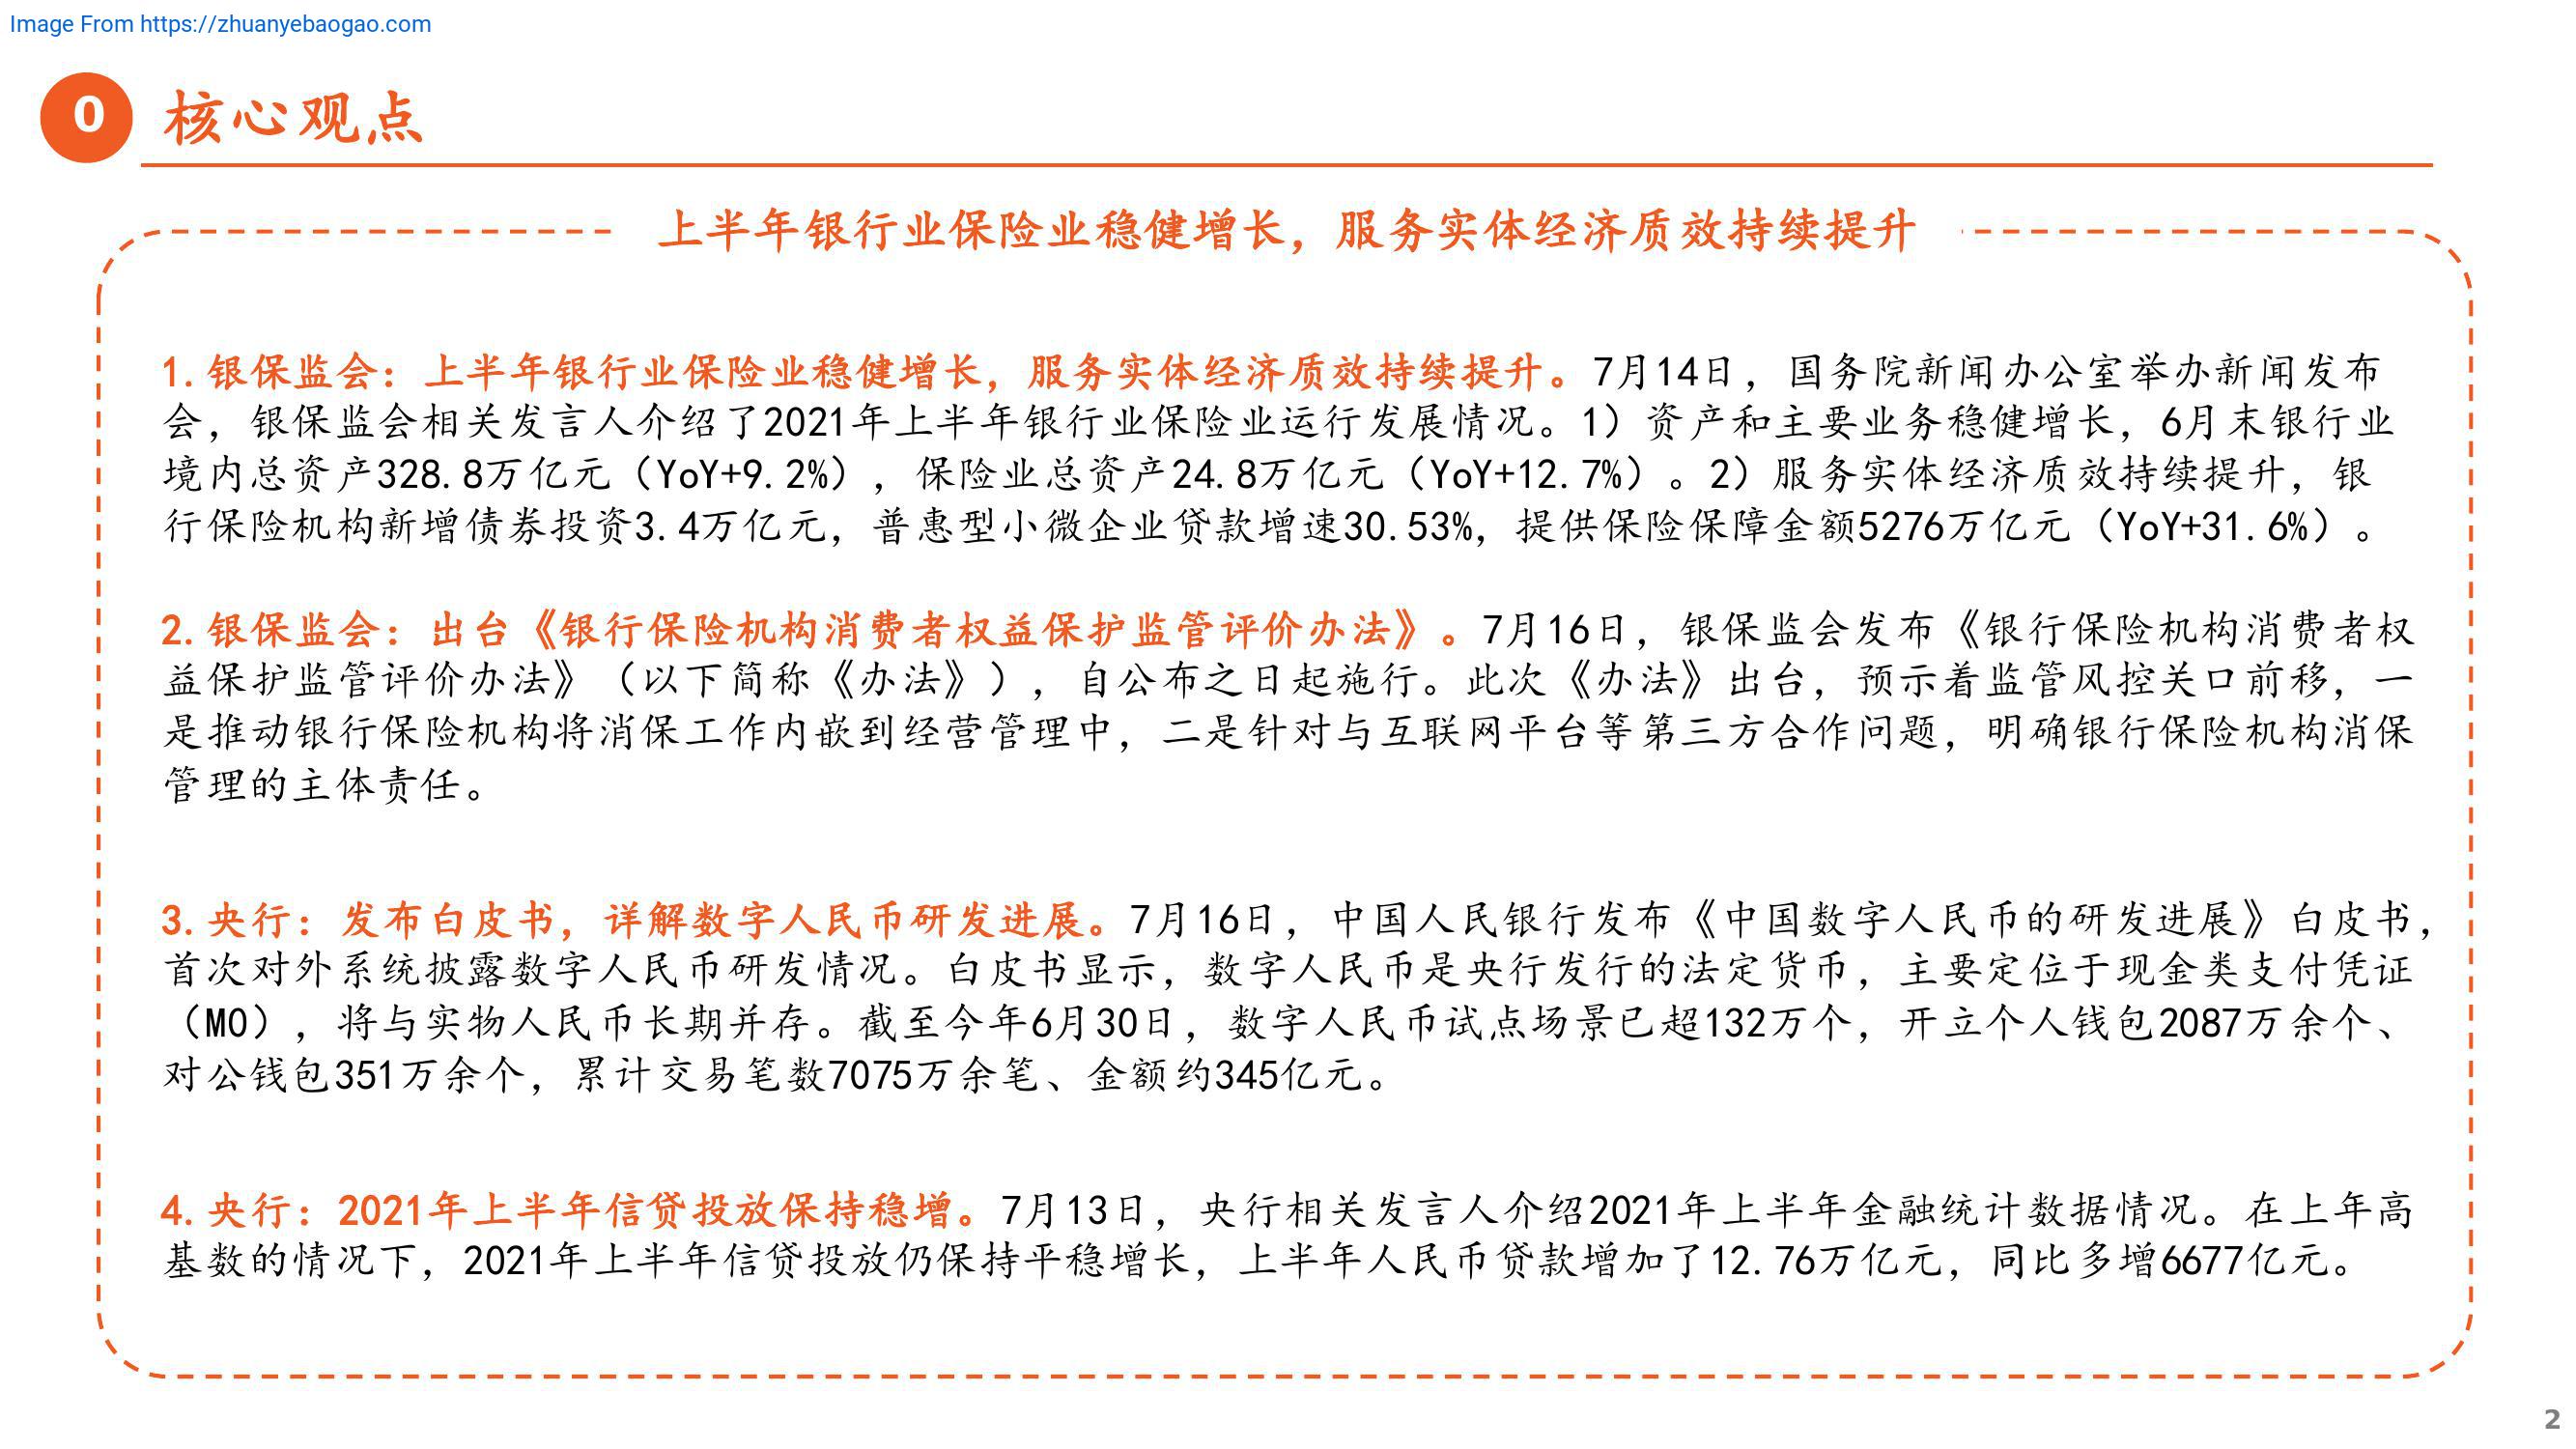 Image From https://zhuanyebaogao.com
0 核心观点
上半年银行业保险业稳健增长，服务实体经济质效持续提升
1. 银保监会：上半年银行业保险业稳健增长，服务实体经济质效持续提升。7月14日，国务院新闻办公室举办新闻发布
会，银保监会相关发言人介绍了2021年上半年银行业保险业运行发展情况。1）资产和主要业务稳健增长，6月末银行业
境内总资产328.8万亿元（YoY+9.2%），保险业总资产24.8万亿元（YoY+12.7%）。2）服务实体经济质效持续提升，银
行保险机构新增债券投资3.4万亿元，普惠型小微企业贷款增速30.53%，提供保险保障金额5276万亿元（YoY+31.6%）。
2. 银保监会：出台《银行保险机构消费者权益保护监管评价办法》。7月16日，银保监会发布《银行保险机构消费者权
益保护监管评价办法》（以下简称《办法》），自公布之日起施行。此次《办法》出台，预示着监管风控关口前移，一
是推动银行保险机构将消保工作内嵌到经营管理中，二是针对与互联网平台等第三方合作问题，明确银行保险机构消保
管理的主体责任。
3. 央行：发布白皮书，详解数字人民币研发进展。7月16日，中国人民银行发布《中国数字人民币的研发进展》白皮书，
首次对外系统披露数字人民币研发情况。白皮书显示，数字人民币是央行发行的法定货币，主要定位于现金类支付凭证
（M0），将与实物人民币长期并存。截至今年6月30日，数字人民币试点场景已超132万个，开立个人钱包2087万余个、
对公钱包351万余个，累计交易笔数7075万余笔、金额约345亿元。
4. 央行：2021年上半年信贷投放保持稳增。7月13日，央行相关发言人介绍2021年上半年金融统计数据情况。在上年高
基数的情况下，2021年上半年信贷投放仍保持平稳增长，上半年人民币贷款增加了12.76万亿元，同比多增6677亿元。
2